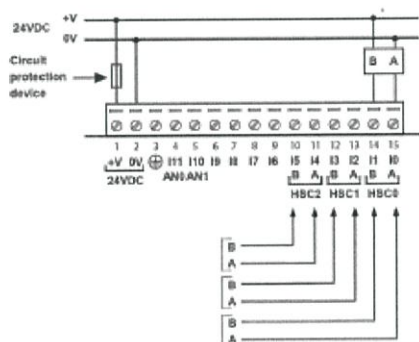 +V
24VDC
0V
Circuit
protection
device
B A
1 2 3 4 5 6 7 8 9 10 11 12 13 14 15
+V 0V I11 I10 I9 I8 I7 I6 I5 I4 I3 I2 I1 I0
AN0 AN1 B A B A B A
24VDC HSC2 HSC1 HSC0
B
A
B
A
B
A